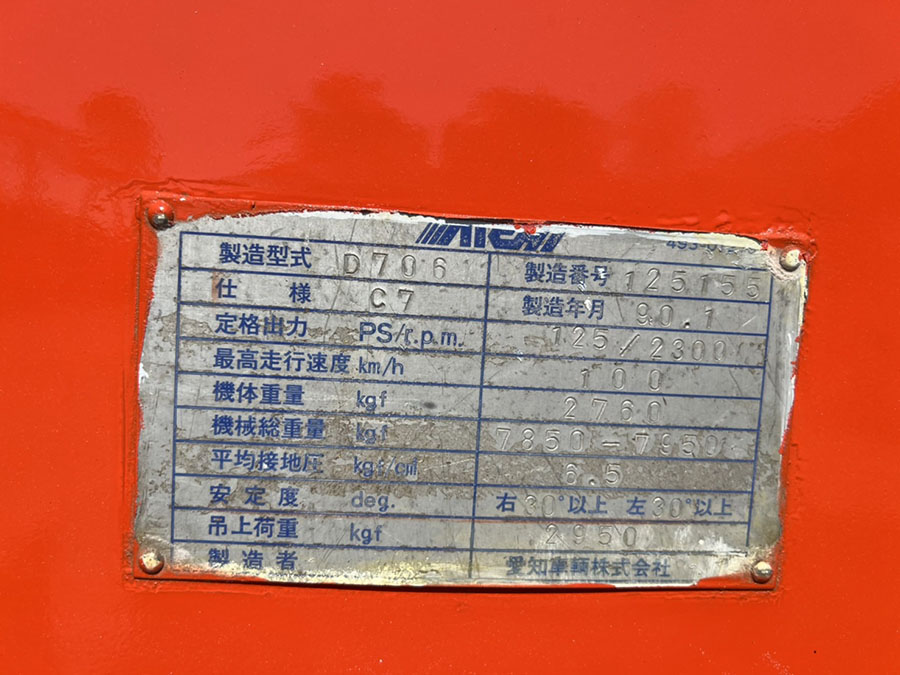 AICHI
製造型式 D706 製造番号 125155
仕様 C7 製造年月 90.1
定格出力 PS/r.p.m. 125/2300
最高走行速度 km/h 100
機体重量 kgf 2760
機械総重量 kgf 7850-7950
平均接地圧 kgf/cm² 6.5
安定度 deg. 右30°以上 左30°以上
吊上荷重 kgf 2950
製造者 愛知車輌株式会社